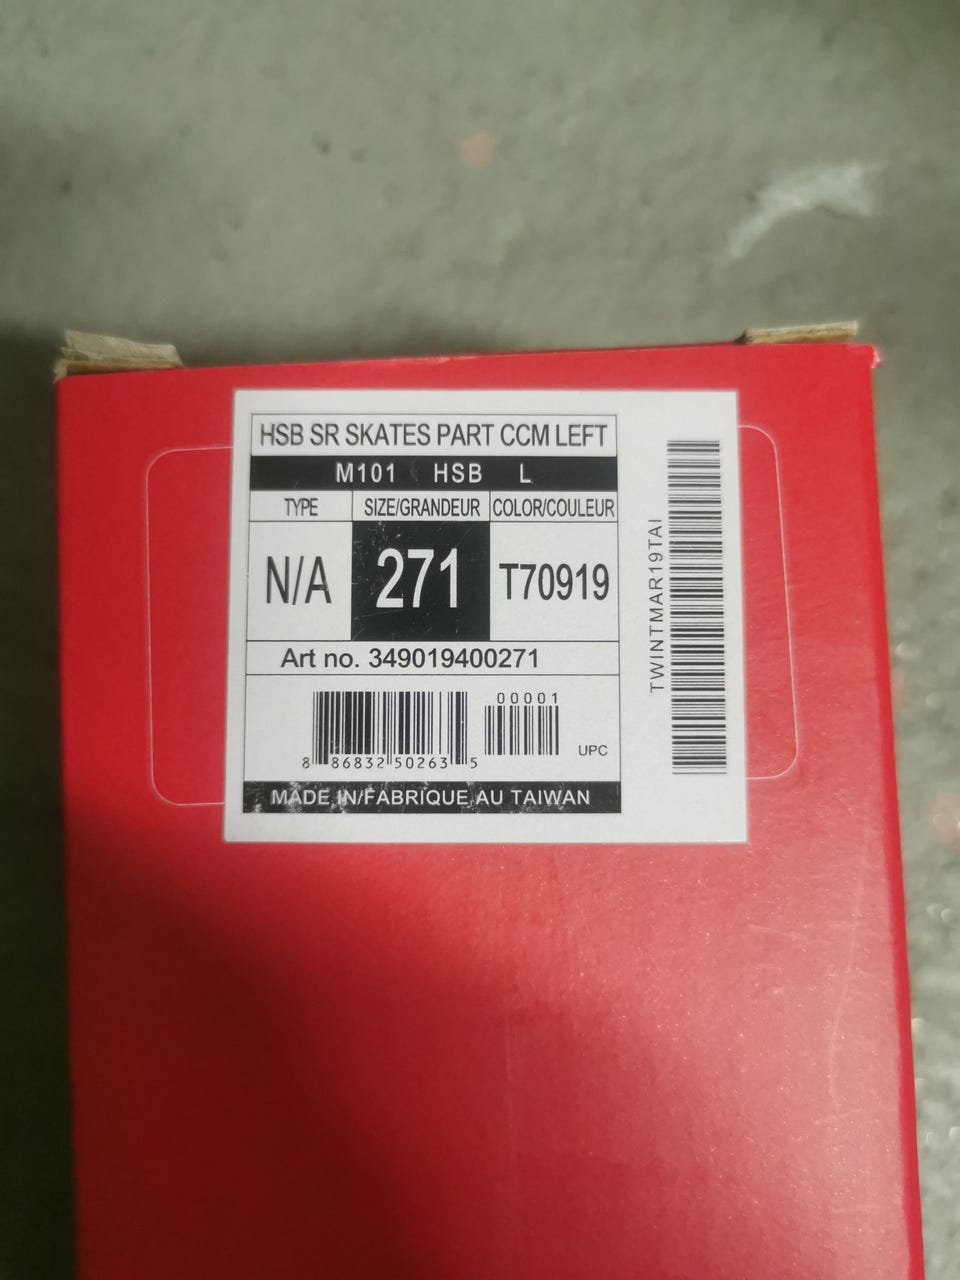 HSB SR SKATES PART CCM LEFT
M101 HSB L
TYPE SIZE/GRANDEUR COLOR/COULEUR
N/A 271 T70919
Art no. 349019400271
00001
8 86832 50263 5
UPC
MADE IN/FABRIQUE AU TAIWAN
TWINTMAR19TAI